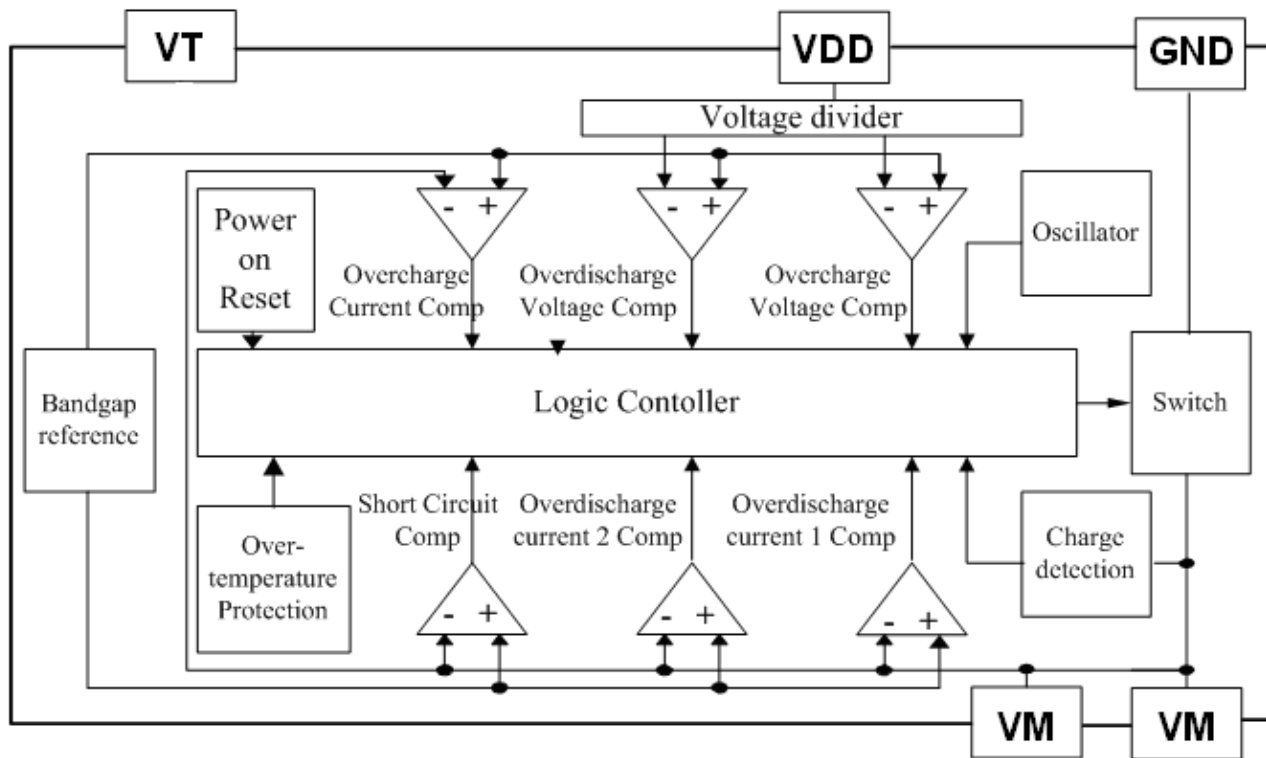 VT
VDD
GND
Voltage divider
- +
- +
- +
Power
on
Reset
Oscillator
Overcharge
Current Comp
Overdischarge
Voltage Comp
Overcharge
Voltage Comp
Bandgap
reference
Logic Contoller
Switch
Short Circuit
Comp
Overdischarge
current 2 Comp
Overdischarge
current 1 Comp
Over-
temperature
Protection
Charge
detection
- +
- +
- +
VM
VM